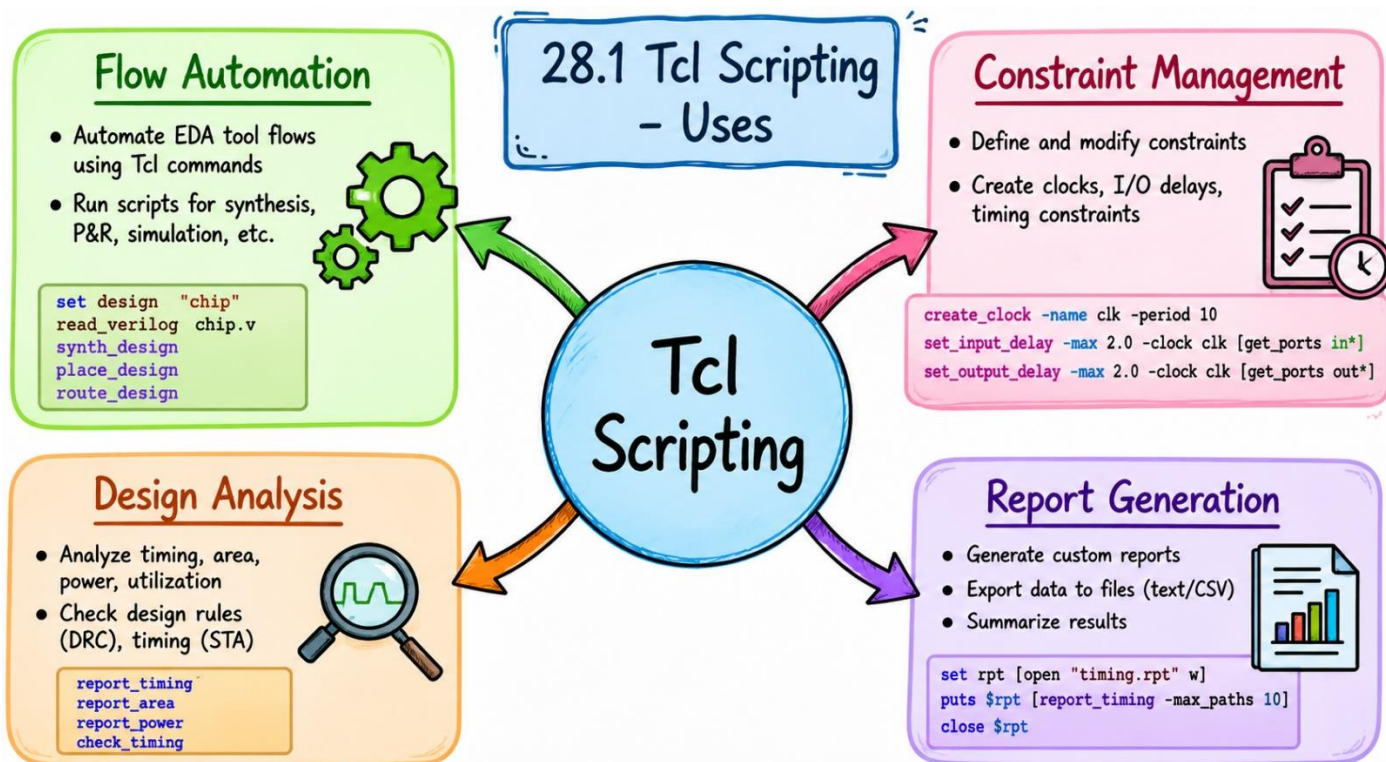 28.1 Tcl Scripting
– Uses
Flow Automation
● Automate EDA tool flows
using Tcl commands
● Run scripts for synthesis,
P&R, simulation, etc.
set design "chip"
read_verilog chip.v
synth_design
place_design
route_design
Constraint Management
● Define and modify constraints
● Create clocks, I/O delays,
timing constraints
create_clock -name clk -period 10
set_input_delay -max 2.0 -clock clk [get_ports in*]
set_output_delay -max 2.0 -clock clk [get_ports out*]
Tcl
Scripting
Design Analysis
● Analyze timing, area,
power, utilization
● Check design rules
(DRC), timing (STA)
report_timing
report_area
report_power
check_timing
Report Generation
● Generate custom reports
● Export data to files (text/CSV)
● Summarize results
set rpt [open "timing.rpt" w]
puts $rpt [report_timing -max_paths 10]
close $rpt